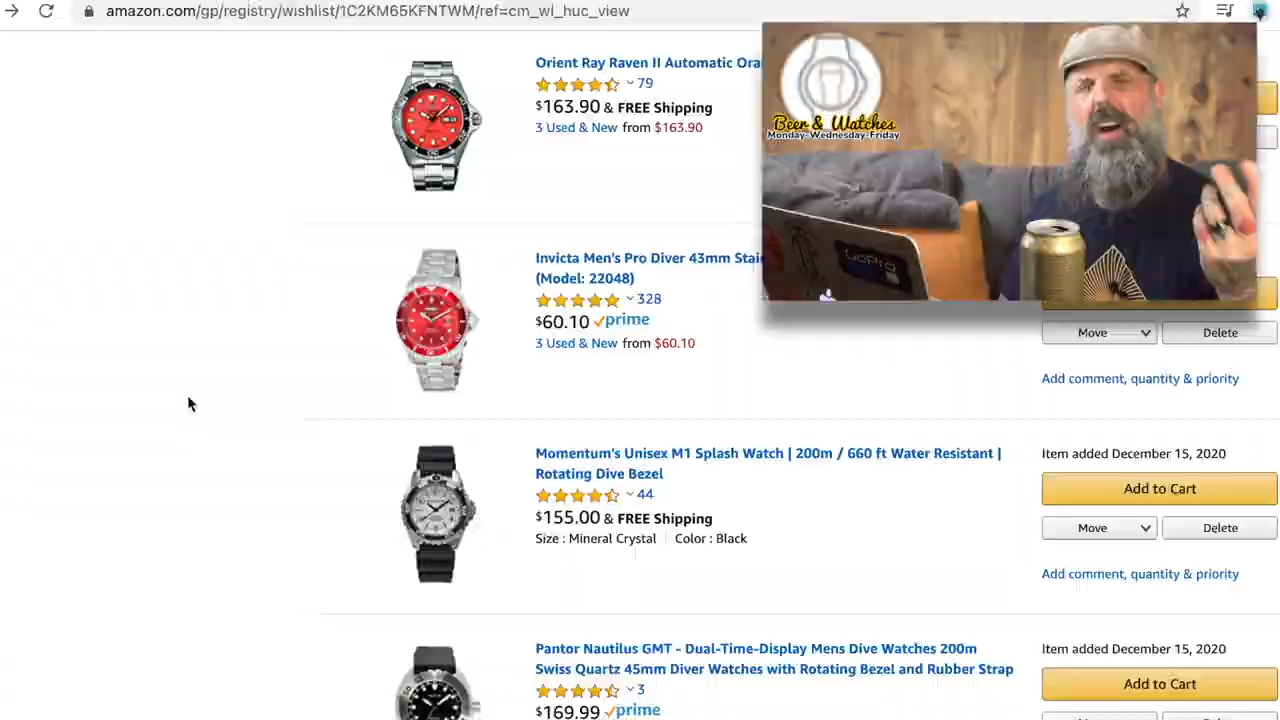 amazon.com/gp/registry/wishlist/1C2KM65KFNTWM/ref=cm_wl_huc_view
Orient Ray Raven II Automatic Ora
79
$163.90 & FREE Shipping
3 Used & New from $163.90
Beer & Watches
Monday-Wednesday-Friday
GoPro
Invicta Men's Pro Diver 43mm Stai
(Model: 22048)
328
$60.10 prime
3 Used & New from $60.10
Move
Delete
Add comment, quantity & priority
Momentum's Unisex M1 Splash Watch | 200m / 660 ft Water Resistant |
Rotating Dive Bezel
44
$155.00 & FREE Shipping
Size : Mineral Crystal | Color : Black
Item added December 15, 2020
Add to Cart
Move
Delete
Add comment, quantity & priority
Pantor Nautilus GMT - Dual-Time-Display Mens Dive Watches 200m
Swiss Quartz 45mm Diver Watches with Rotating Bezel and Rubber Strap
3
$169.99 prime
Item added December 15, 2020
Add to Cart